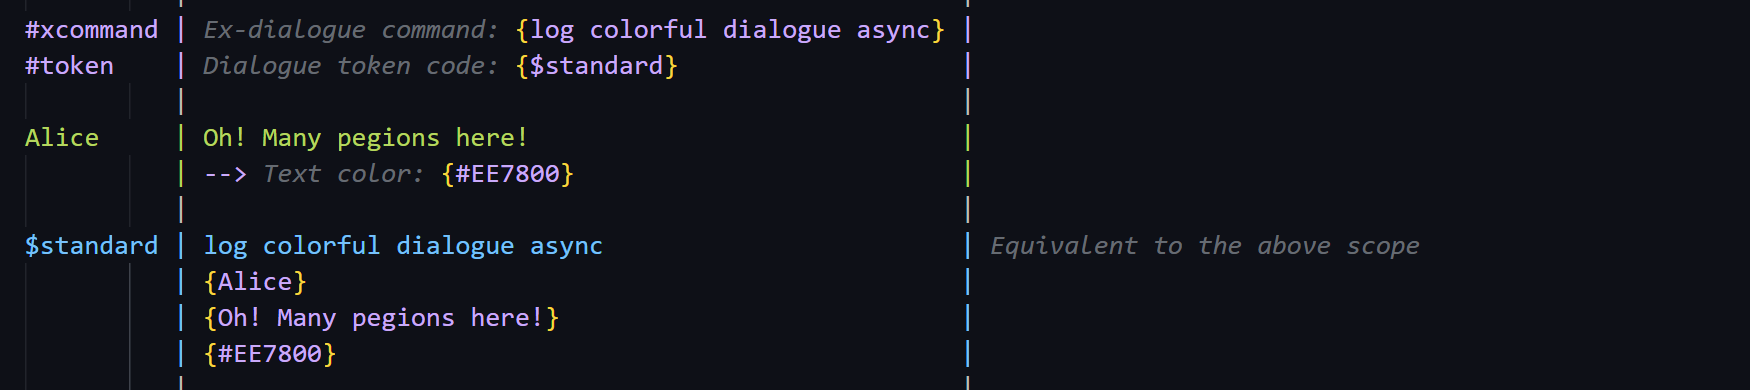 #xcommand | Ex-dialogue command: {log colorful dialogue async} |
#token | Dialogue token code: {$standard} |
| |
Alice | Oh! Many pegions here! |
| --> Text color: {#EE7800} |
| |
$standard | log colorful dialogue async | Equivalent to the above scope
| {Alice} |
| {Oh! Many pegions here!} |
| {#EE7800} |